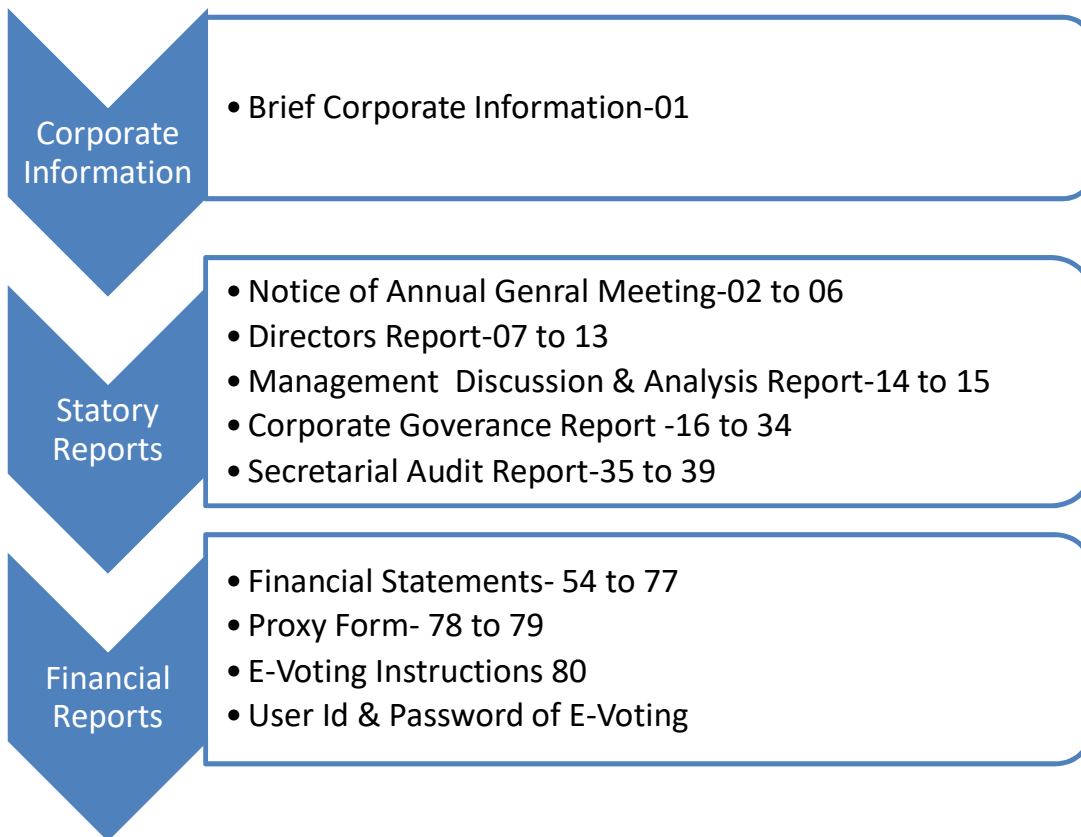 Corporate
Information
• Brief Corporate Information-01
Statory
Reports
• Notice of Annual Genral Meeting-02 to 06
• Directors Report-07 to 13
• Management  Discussion & Analysis Report-14 to 15
• Corporate Goverance Report -16 to 34
• Secretarial Audit Report-35 to 39
Financial
Reports
• Financial Statements- 54 to 77
• Proxy Form- 78 to 79
• E-Voting Instructions 80
• User Id & Password of E-Voting